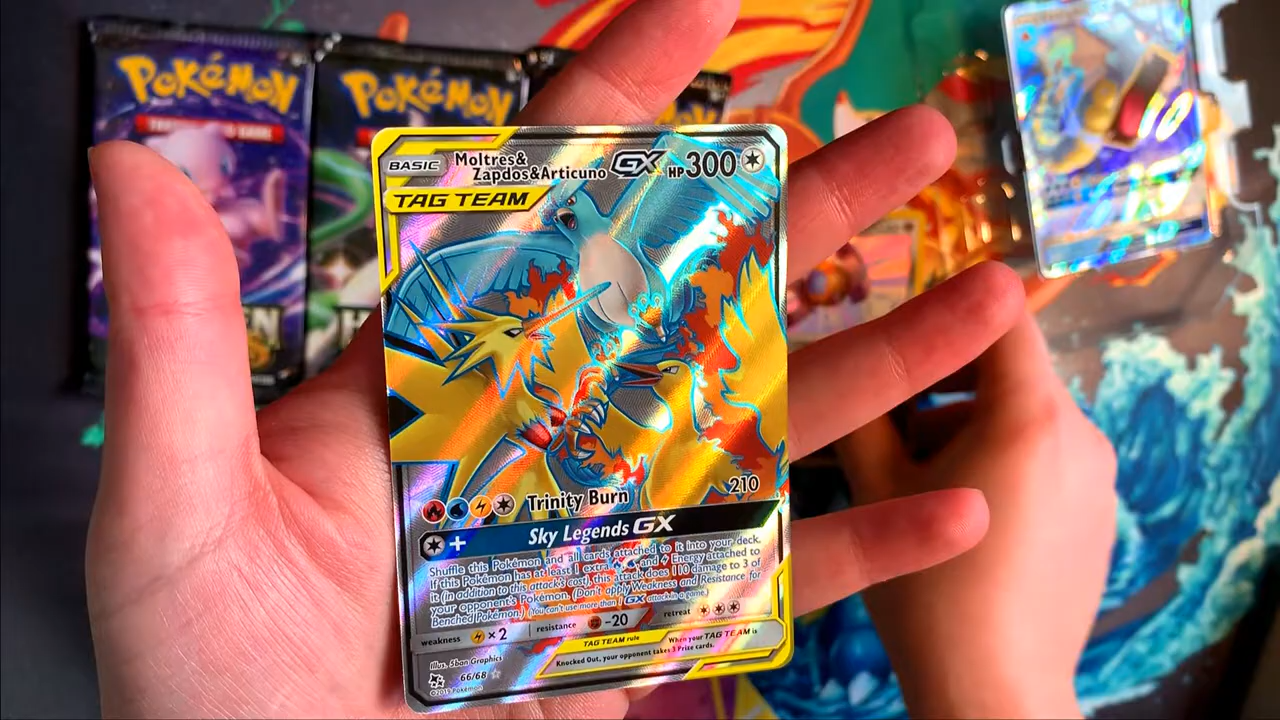 POKéMON
POKéMON
BASIC
Moltres&
Zapdos&Articuno
GX
HP300
TAG TEAM
Trinity Burn
210
Sky Legends GX
Shuffle this Pokémon and all cards attached to it into your deck.
If this Pokémon has at least 1 extra and Energy attached to
it (in addition to this attack's cost), this attack does 110 damage to 3 of
your opponent's Pokémon. (Don't apply Weakness and Resistance for
Benched Pokémon.) (You can't use more than 1 GX attack in a game.)
weakness ×2 resistance -20 retreat
TAG TEAM rule When your TAG TEAM is
Knocked Out, your opponent takes 3 Prize cards.
Illus. 5ban Graphics
66/68
©2019 Pokémon